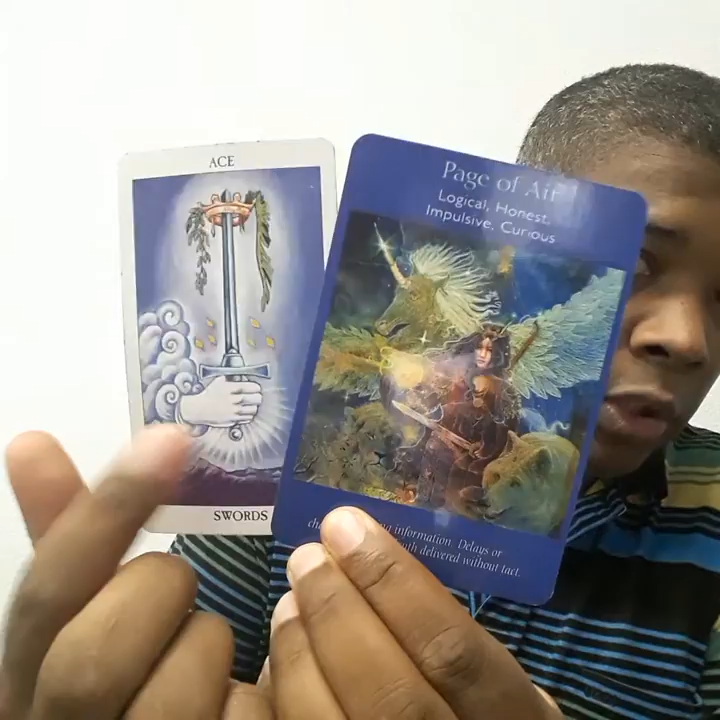 ACE
SWORDS
Page of Air
Logical, Honest,
Impulsive, Curious
information. Delays or
delivered without tact.